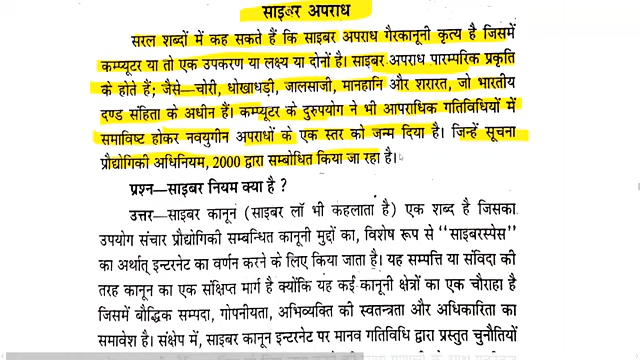 साइबर अपराध
सरल शब्दों में कह सकते हैं कि साइबर अपराध गैरकानूनी कृत्य है जिसमें
कम्प्यूटर या तो एक उपकरण या लक्ष्य या दोनों है। साइबर अपराध पारम्परिक प्रकृति
के होते हैं; जैसे—चोरी, धोखाधड़ी, जालसाजी, मानहानि और शरारत, जो भारतीय
दण्ड संहिता के अधीन हैं। कम्प्यूटर के दुरुपयोग ने भी आपराधिक गतिविधियों में
समाविष्ट होकर नवयुगीन अपराधों के एक स्तर को जन्म दिया है। जिन्हें सूचना
प्रौद्योगिकी अधिनियम, 2000 द्वारा सम्बोधित किया जा रहा है।
प्रश्न—साइबर नियम क्या है ?
उत्तर—साइबर कानून (साइबर लॉ भी कहलाता है) एक शब्द है जिसका
उपयोग संचार प्रौद्योगिकी सम्बन्धित कानूनी मुद्दों का, विशेष रूप से ''साइबरस्पेस''
का अर्थात् इन्टरनेट का वर्णन करने के लिए किया जाता है। यह सम्पत्ति या संविदा की
तरह कानून का एक संक्षिप्त मार्ग है क्योंकि यह कई कानूनी क्षेत्रों का एक चौराहा है
जिसमें बौद्धिक सम्पदा, गोपनीयता, अभिव्यक्ति की स्वतन्त्रता और अधिकारिता का
समावेश है। संक्षेप में, साइबर कानून इन्टरनेट पर मानव गतिविधि द्वारा प्रस्तुत चुनौतियों